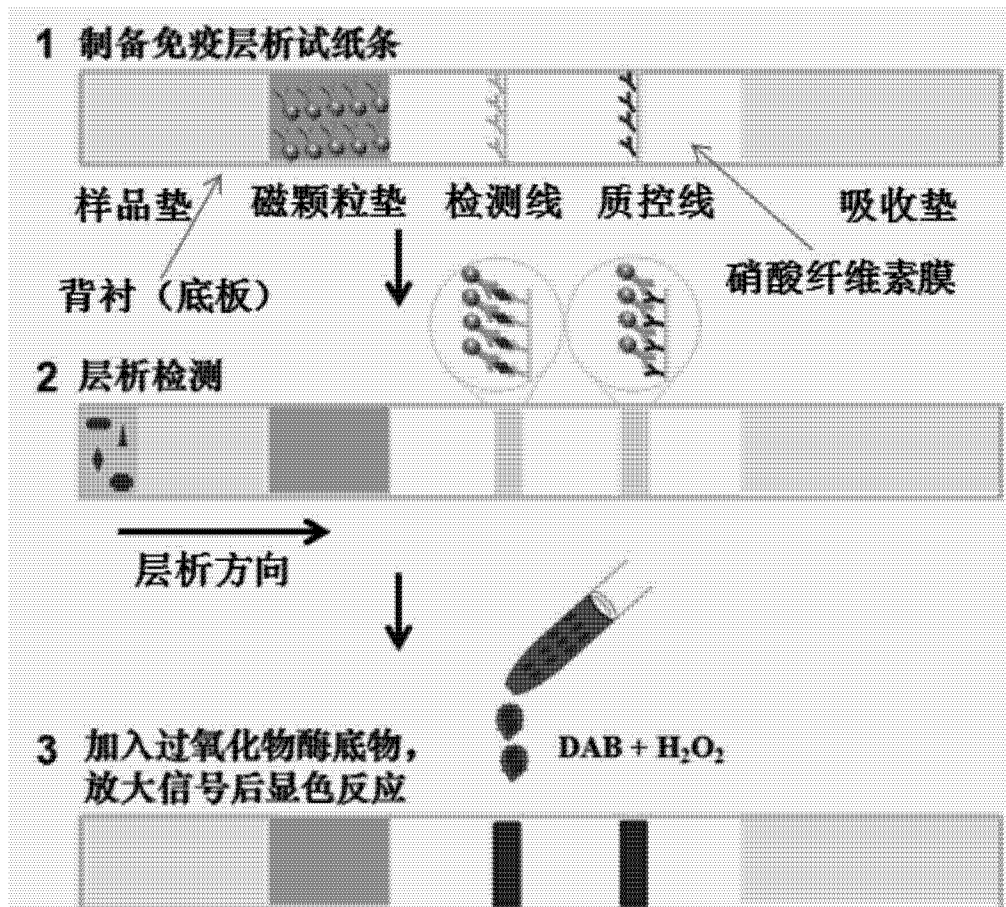 1 制备免疫层析试纸条
样品垫 磁颗粒垫 检测线 质控线 吸收垫
背衬（底板） 硝酸纤维素膜
2 层析检测
层析方向
3 加入过氧化物酶底物， DAB + H₂O₂
放大信号后显色反应